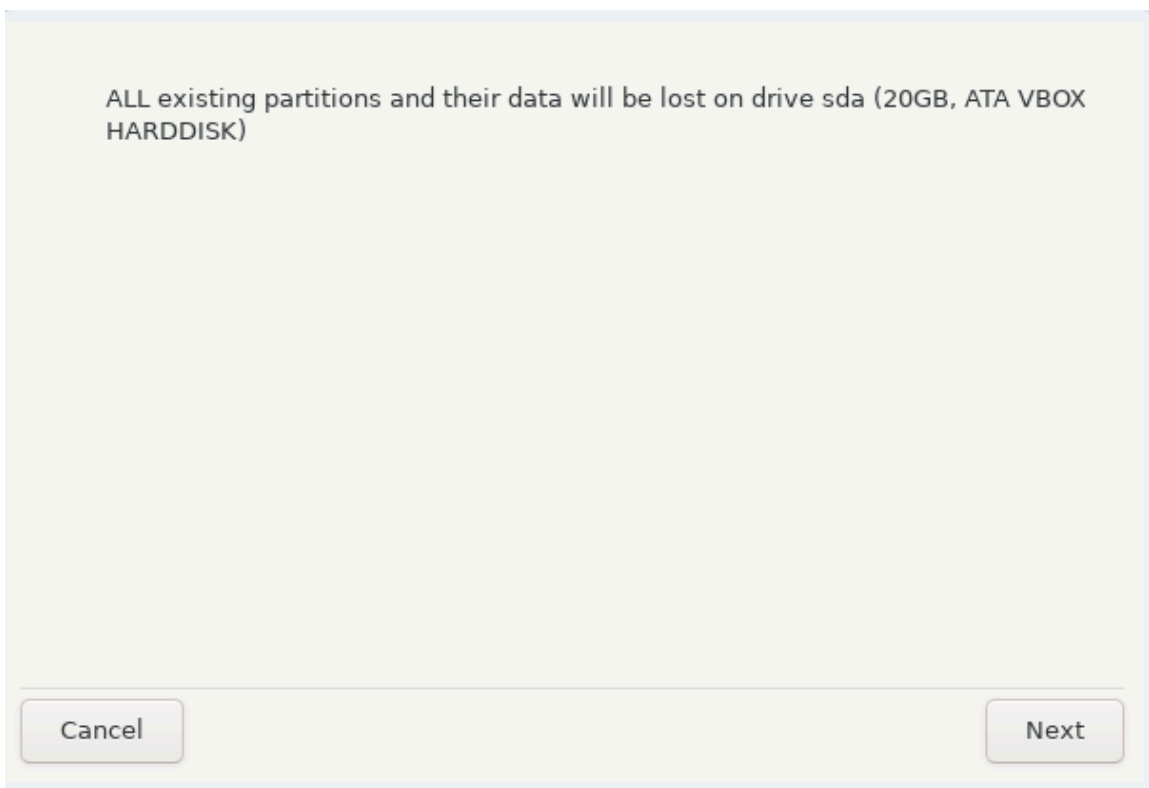 ALL existing partitions and their data will be lost on drive sda (20GB, ATA VBOX
HARDDISK)
Cancel
Next